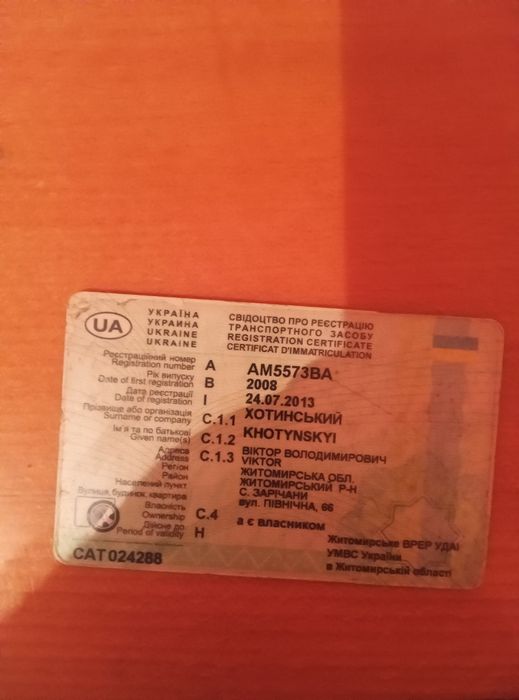 UA
УКРАЇНА
УКРАИНА
UKRAINE
UKRAINE
СВІДОЦТВО ПРО РЕЄСТРАЦІЮ
ТРАНСПОРТНОГО ЗАСОБУ
REGISTRATION CERTIFICATE
CERTIFICAT D'IMMATRICULATION
Реєстраційний номер
Registration number A AM5573BA
Рік випуску
Date of first registration B 2008
Дата реєстрації
Date of registration I 24.07.2013
Прізвище або організація
Surname or company C.1.1 ХОТИНСЬКИЙ
KHOTYNSKYI
Ім'я та по батькові
Given name(s) C.1.2 ВІКТОР ВОЛОДИМИРОВИЧ
VIKTOR
Адреса
Address C.1.3 ЖИТОМИРСЬКА ОБЛ.
Регіон
Район ЖИТОМИРСЬКИЙ Р-Н
Населений пункт С. ЗАРІЧАНИ
Вулиця, будинок, квартира вул. ПІВНІЧНА, 66
Власність
Ownership C.4 а є власником
Дійсне до
Period of validity H
Житомирське ВРЕР УДАІ
УМВС України
в Житомирській області
CAT 024288